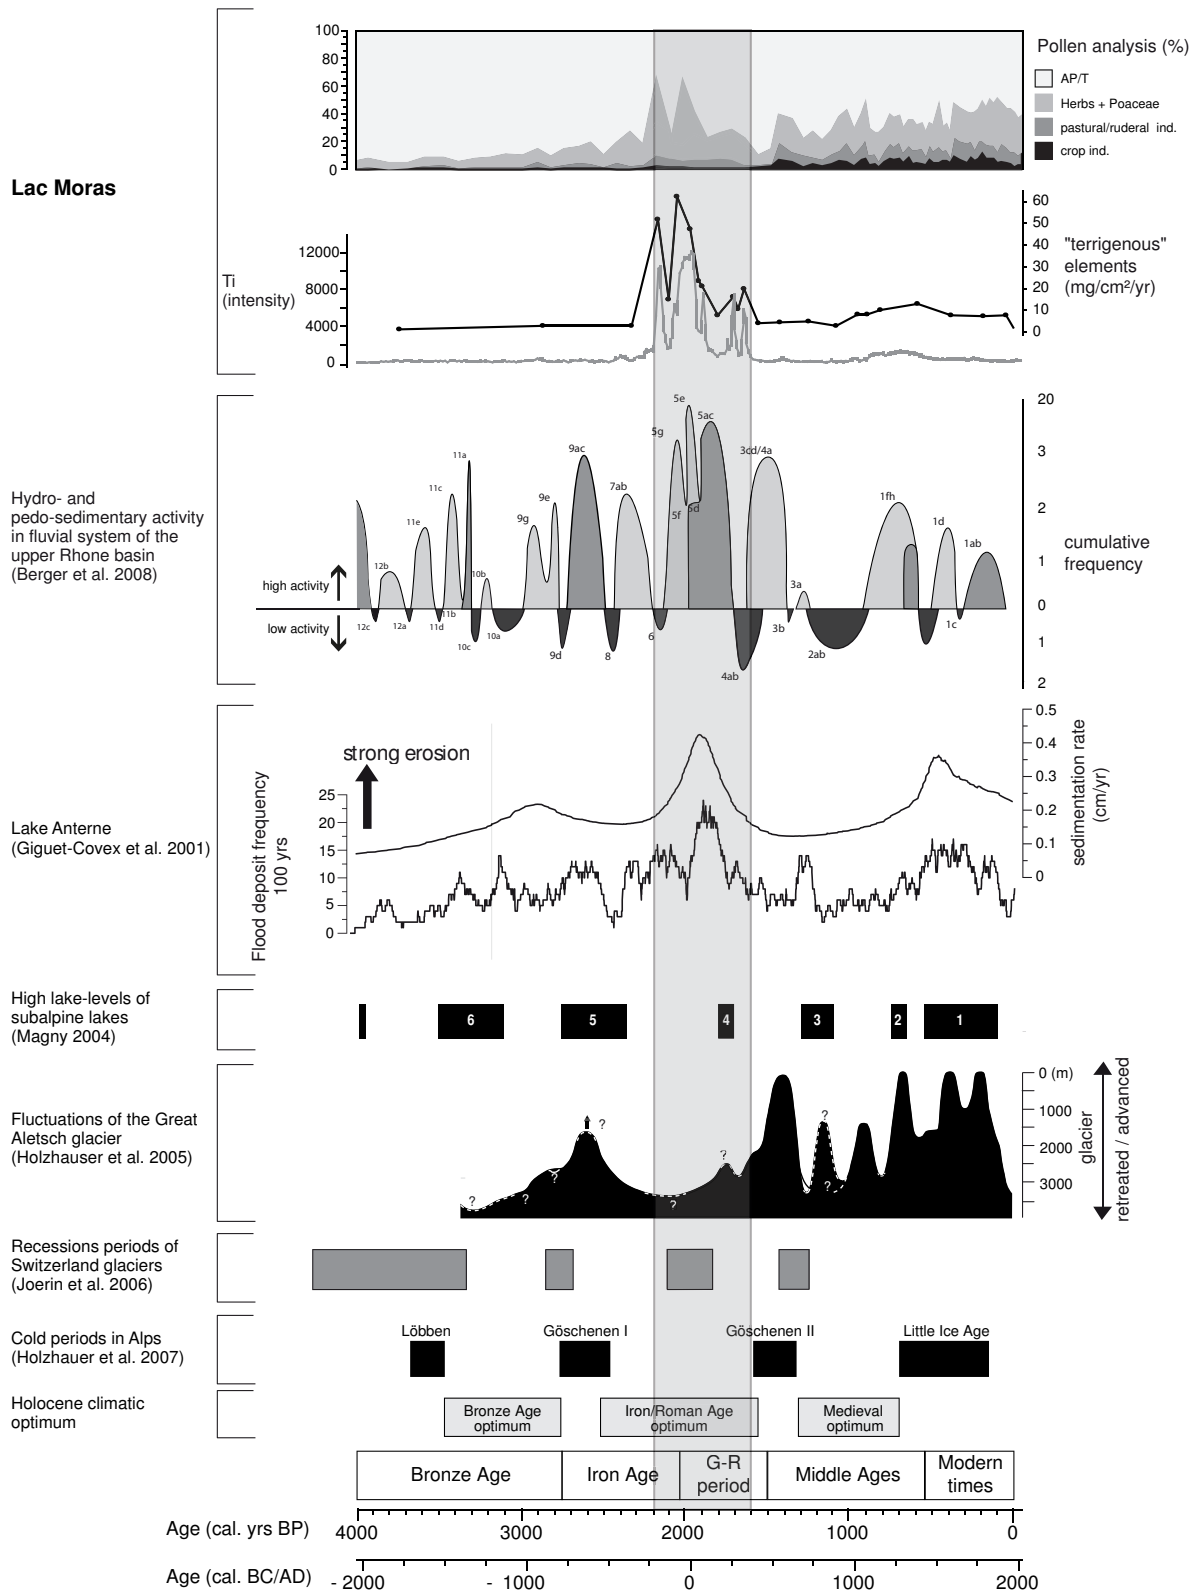 Lac Moras
100
80
60
40
20
0
Pollen analysis (%)
AP/T
Herbs + Poaceae
pastural/ruderal ind.
crop ind.
Ti
(intensity)
12000
8000
4000
0
60
50
40
30
20
10
0
"terrigenous"
elements
(mg/cm²/yr)
Hydro- and
pedo-sedimentary activity
in fluvial system of the
upper Rhone basin
(Berger et al. 2008)
high activity
low activity
12c
12b
12a
11e
11d
11c
11b
11a
10c
10b
10a
9g
9e
9d
9ac
8
7ab
6
5g
5f
5e
5d
5ac
4ab
3cd/4a
3b
3a
2ab
1fh
1d
1c
1ab
20
3
2
1
0
1
2
cumulative
frequency
Lake Anterne
(Giguet-Covex et al. 2001)
Flood deposit frequency
100 yrs
strong erosion
25
20
15
10
5
0
0.5
0.4
0.3
0.2
0.1
0
sedimentation rate
(cm/yr)
High lake-levels of
subalpine lakes
(Magny 2004)
6
5
4
3
2
1
Fluctuations of the Great
Aletsch glacier
(Holzhauser et al. 2005)
?
?
?
?
?
?
?
?
0 (m)
1000
2000
3000
glacier
retreated / advanced
Recessions periods of
Switzerland glaciers
(Joerin et al. 2006)
Cold periods in Alps
(Holzhauer et al. 2007)
Löbben
Göschenen I
Göschenen II
Little Ice Age
Holocene climatic
optimum
Bronze Age
optimum
Iron/Roman Age
optimum
Medieval
optimum
Bronze Age
Iron Age
G-R
period
Middle Ages
Modern
times
Age (cal. yrs BP)
4000
3000
2000
1000
0
Age (cal. BC/AD)
- 2000
- 1000
0
1000
2000